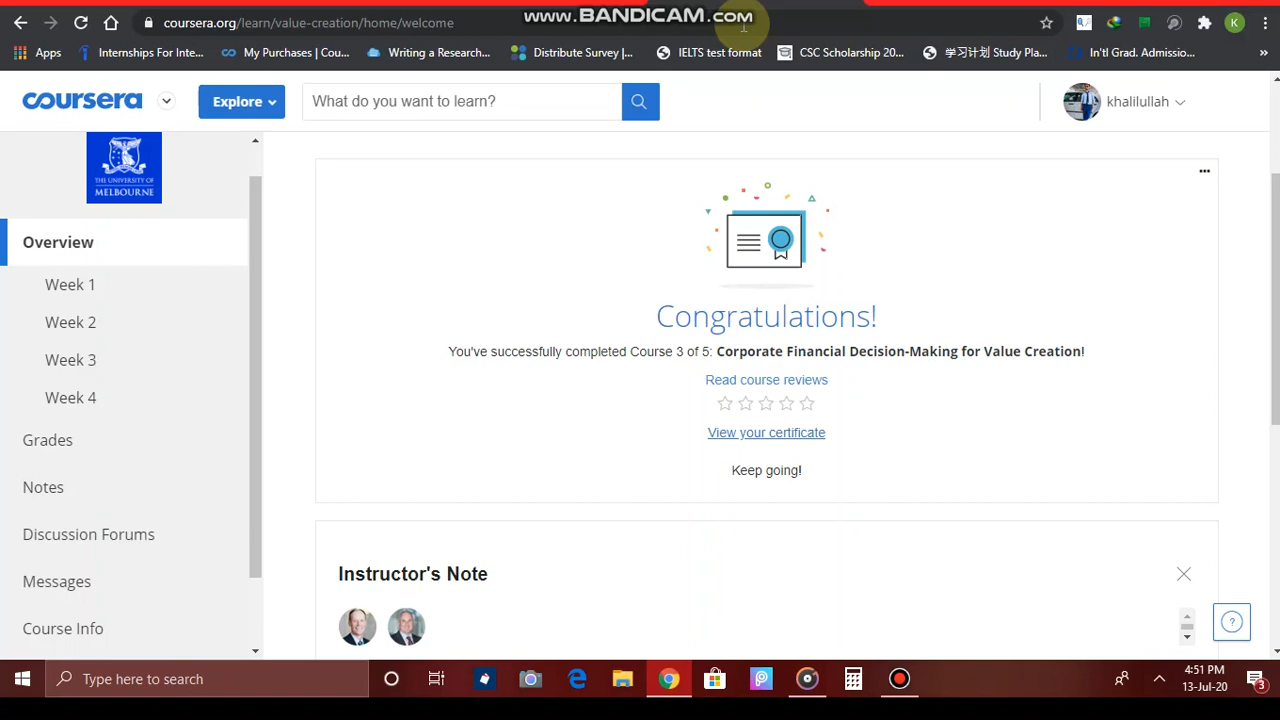 www.BANDICAM.com
coursera.org/learn/value-creation/home/welcome
K
Apps
Internships For Inte...
My Purchases | Cou...
Writing a Research...
Distribute Survey |...
IELTS test format
CSC Scholarship 20...
学习计划 Study Pla...
In'tl Grad. Admissio...
»
coursera
Explore
What do you want to learn?
khalilullah
THE UNIVERSITY OF
MELBOURNE
Overview
Week 1
Week 2
Week 3
Week 4
Grades
Notes
Discussion Forums
Messages
Course Info
Congratulations!
You've successfully completed Course 3 of 5: Corporate Financial Decision-Making for Value Creation!
Read course reviews
View your certificate
Keep going!
Instructor's Note
?
Type here to search
4:51 PM
13-Jul-20
3